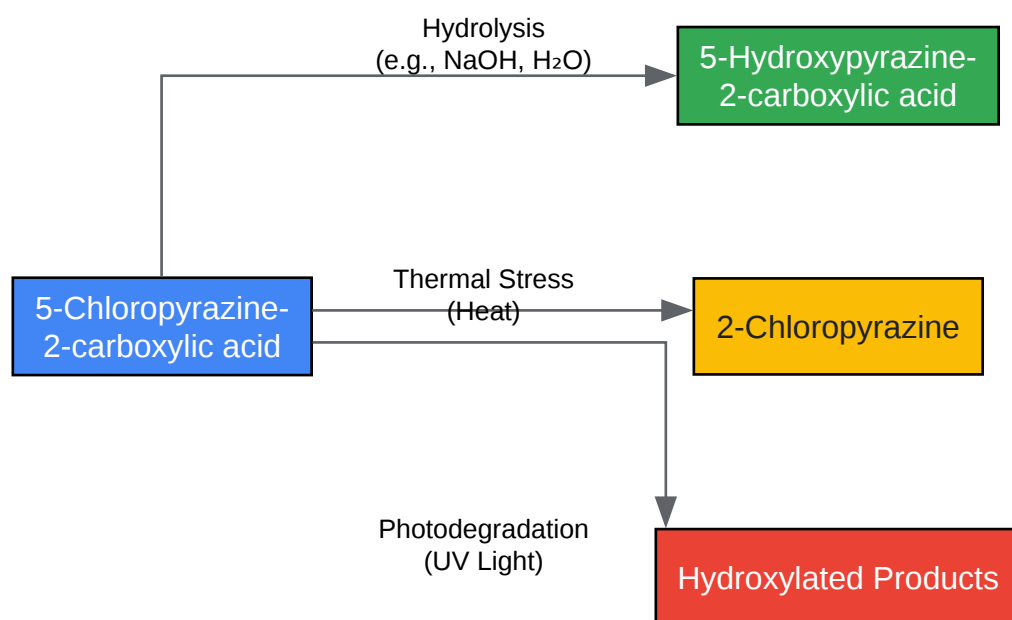 Hydrolysis
(e.g., NaOH, H₂O)
5-Hydroxypyrazine-
2-carboxylic acid
5-Chloropyrazine-
2-carboxylic acid
Thermal Stress
(Heat)
2-Chloropyrazine
Photodegradation
(UV Light)
Hydroxylated Products